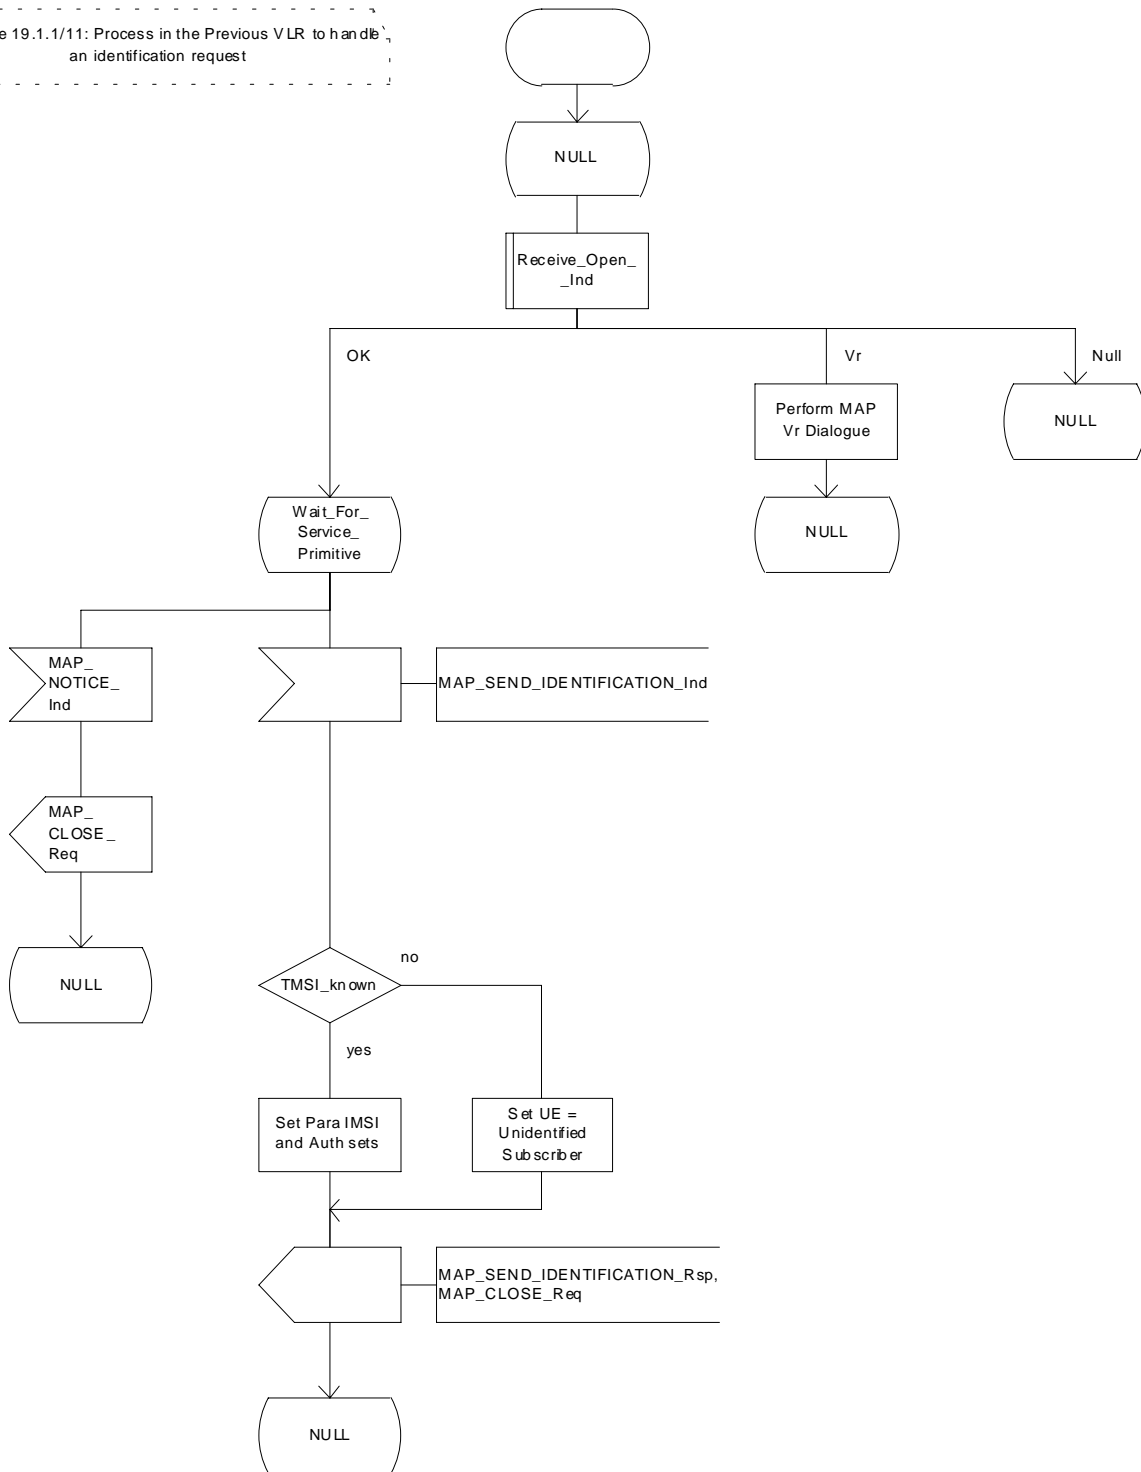 e 19.1.1/11: Process in the Previous VLR to handle
an identification request
NULL
Receive_Open_
_Ind
OK
Vr
Null
Perform MAP
Vr Dialogue
NULL
NULL
Wait_For_
Service_
Primitive
MAP_
NOTICE_
Ind
MAP_SEND_IDENTIFICATION_Ind
MAP_
CLOSE_
Req
NULL
TMSI_known
no
yes
Set Para IMSI
and Auth sets
Set UE =
Unidentified
Subscriber
MAP_SEND_IDENTIFICATION_Rsp,
MAP_CLOSE_Req
NULL